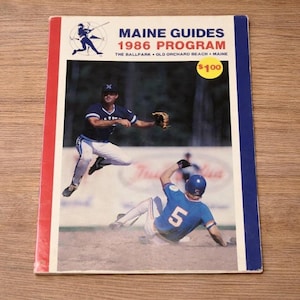 MAINE GUIDES
1986 PROGRAM
THE BALLPARK • OLD ORCHARD BEACH • MAINE
$1.00
5